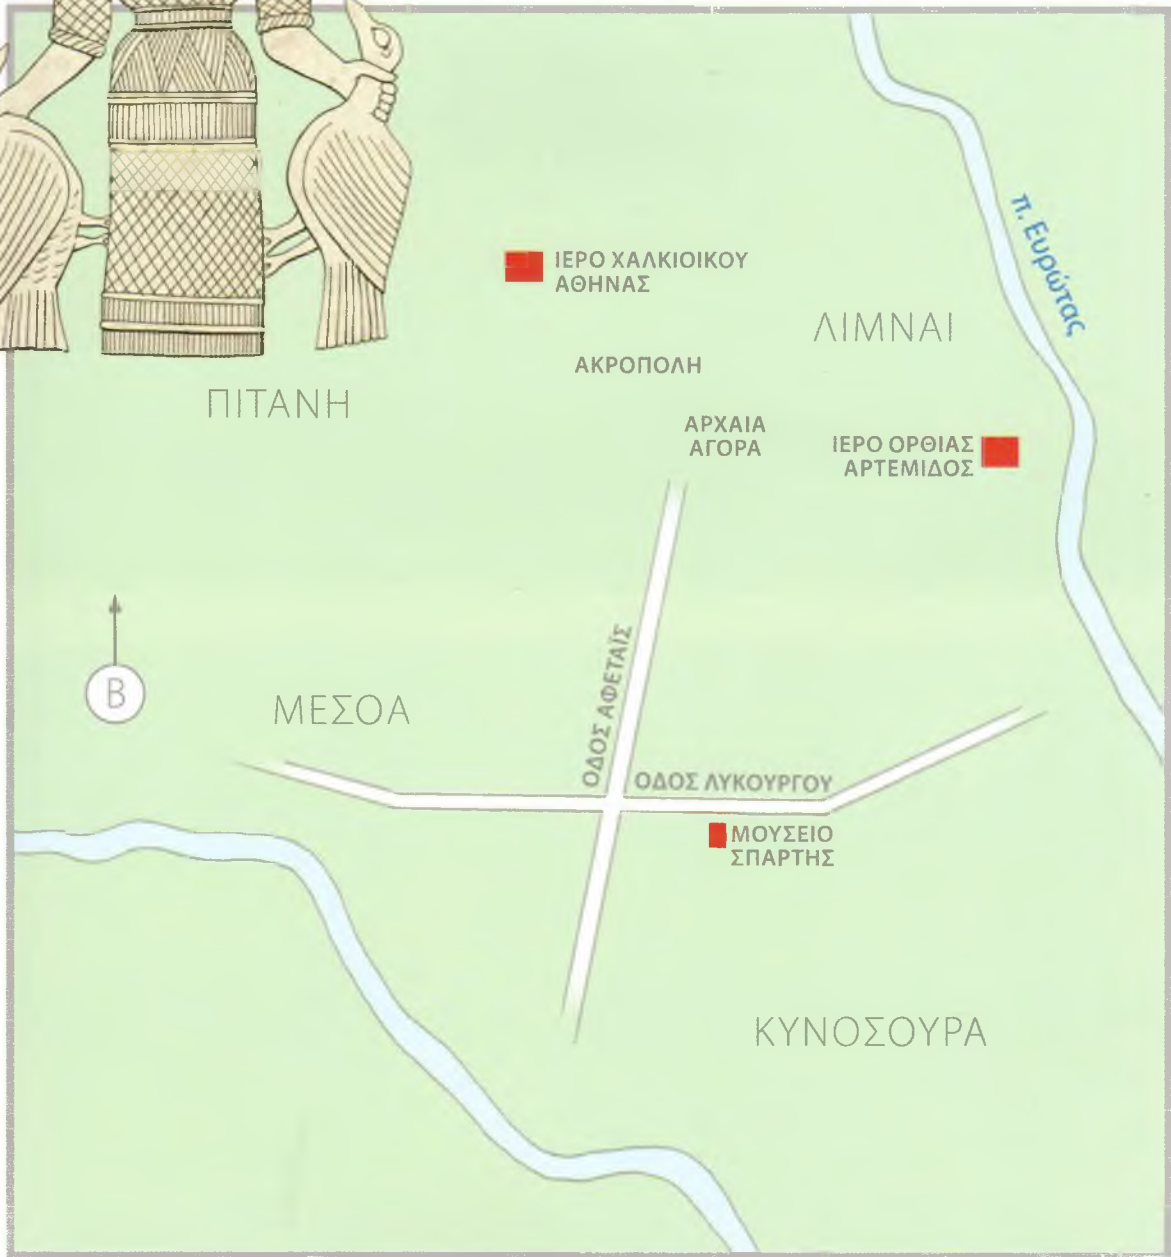 ΙΕΡΟ ΧΑΛΚΙΟΙΚΟΥ
ΑΘΗΝΑΣ
π. Ευρώτας
ΛΙΜΝΑΙ
ΑΚΡΟΠΟΛΗ
ΠΙΤΑΝΗ
ΑΡΧΑΙΑ
ΑΓΟΡΑ
ΙΕΡΟ ΟΡΘΙΑΣ
ΑΡΤΕΜΙΔΟΣ
Β
ΜΕΣΟΑ
ΟΔΟΣ ΑΦΕΤΑΪΣ
ΟΔΟΣ ΛΥΚΟΥΡΓΟΥ
ΜΟΥΣΕΙΟ
ΣΠΑΡΤΗΣ
ΚΥΝΟΣΟΥΡΑ